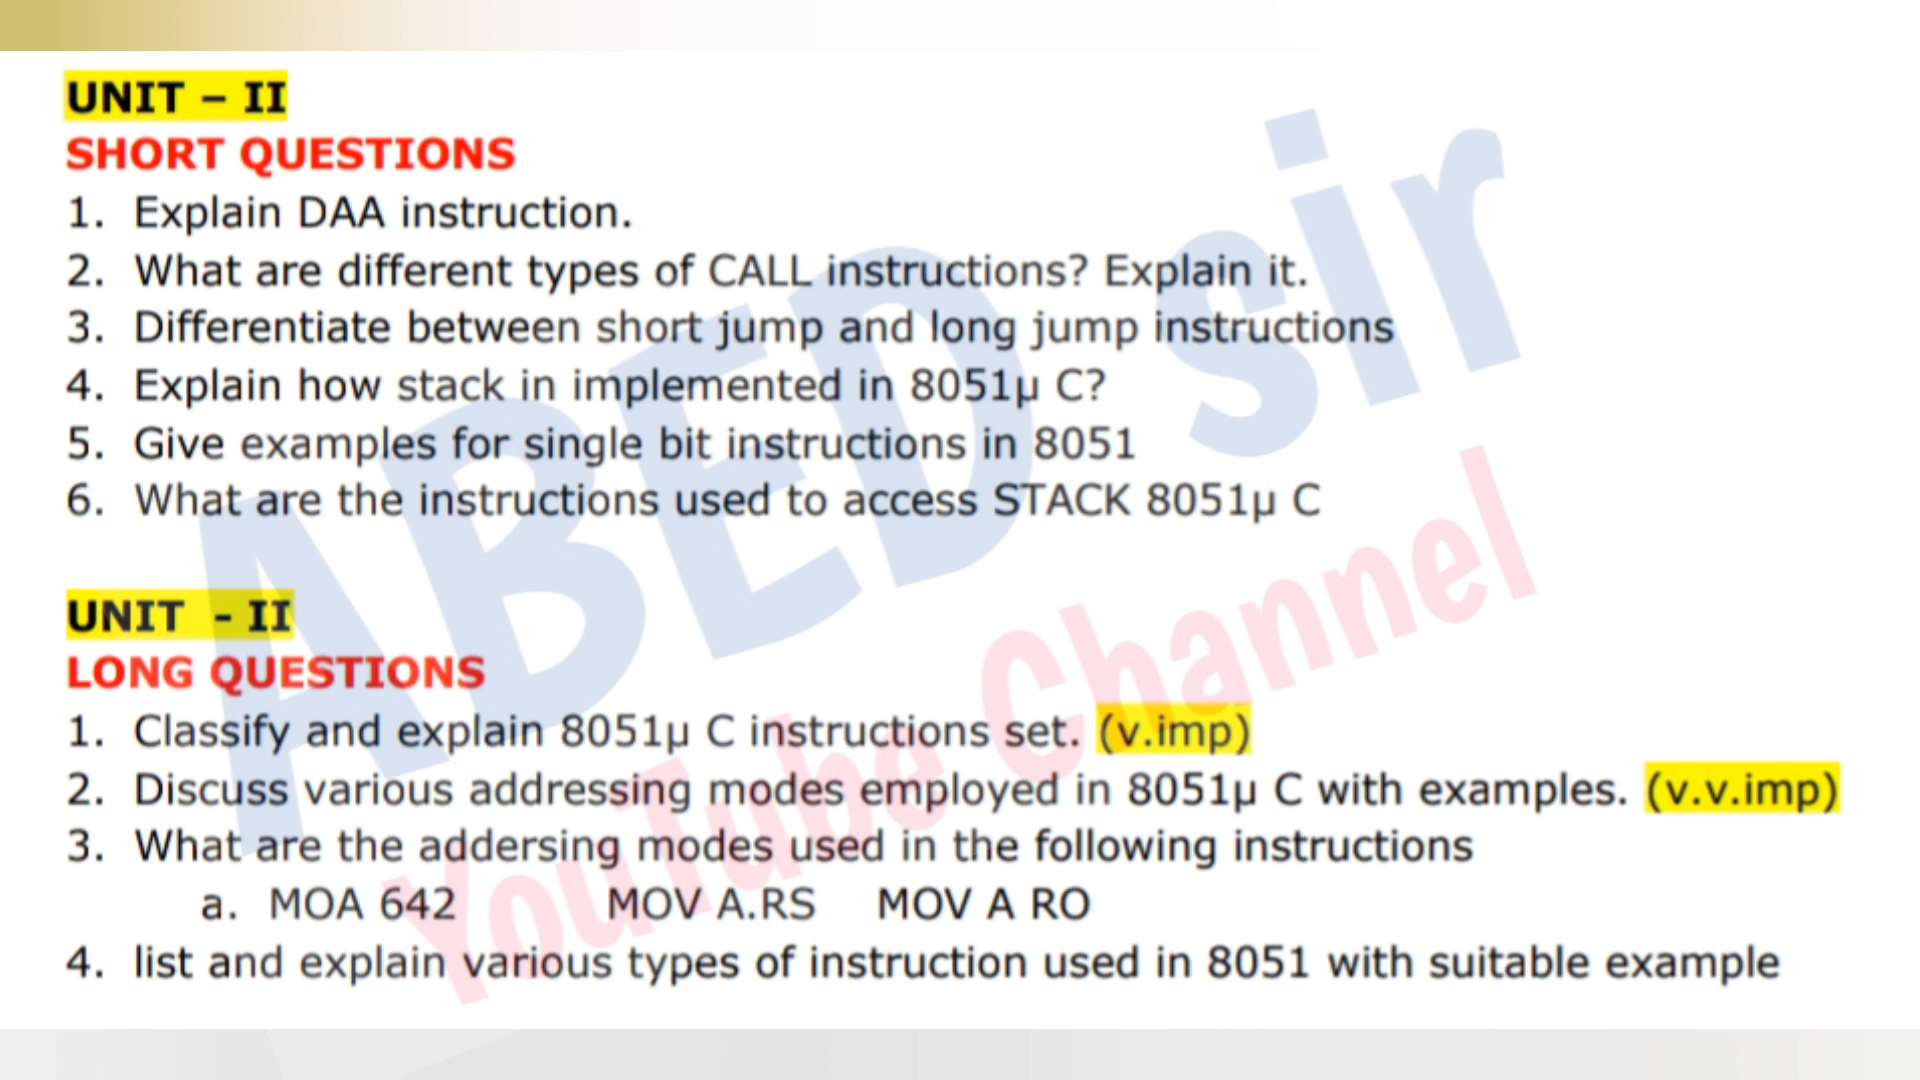 UNIT – II
SHORT QUESTIONS
1. Explain DAA instruction.
2. What are different types of CALL instructions? Explain it.
3. Differentiate between short jump and long jump instructions
4. Explain how stack in implemented in 8051µ C?
5. Give examples for single bit instructions in 8051
6. What are the instructions used to access STACK 8051µ C
UNIT - II
LONG QUESTIONS
1. Classify and explain 8051µ C instructions set. (v.imp)
2. Discuss various addressing modes employed in 8051µ C with examples. (v.v.imp)
3. What are the addersing modes used in the following instructions
a. MOA 642 MOV A.RS MOV A RO
4. list and explain various types of instruction used in 8051 with suitable example
ABED sir
YouTube Channel